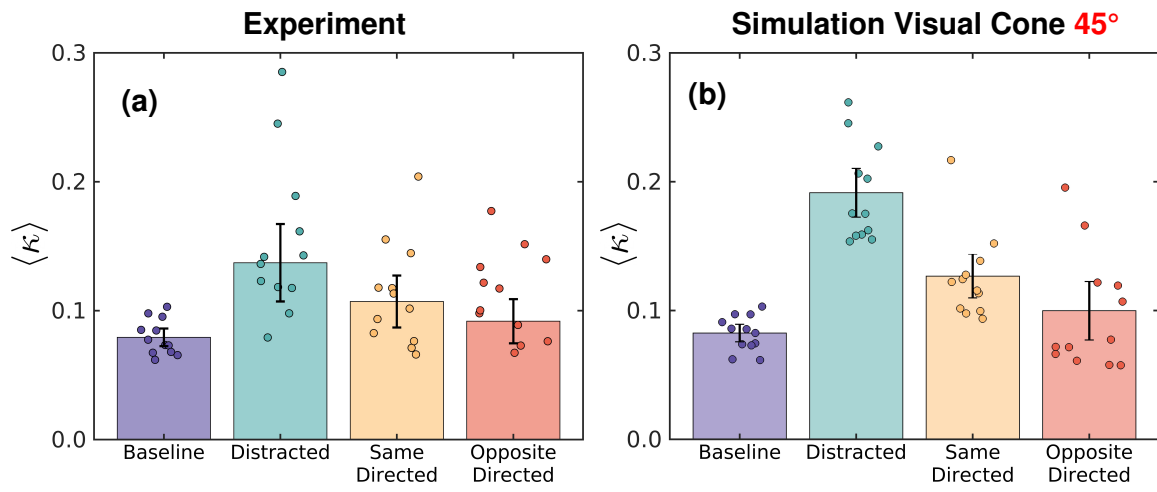 Experiment
(a)
⟨κ⟩
0.3
0.2
0.1
0.0
Baseline
Distracted
Same
Directed
Opposite
Directed
Simulation Visual Cone 45°
(b)
⟨κ⟩
0.3
0.2
0.1
0.0
Baseline
Distracted
Same
Directed
Opposite
Directed